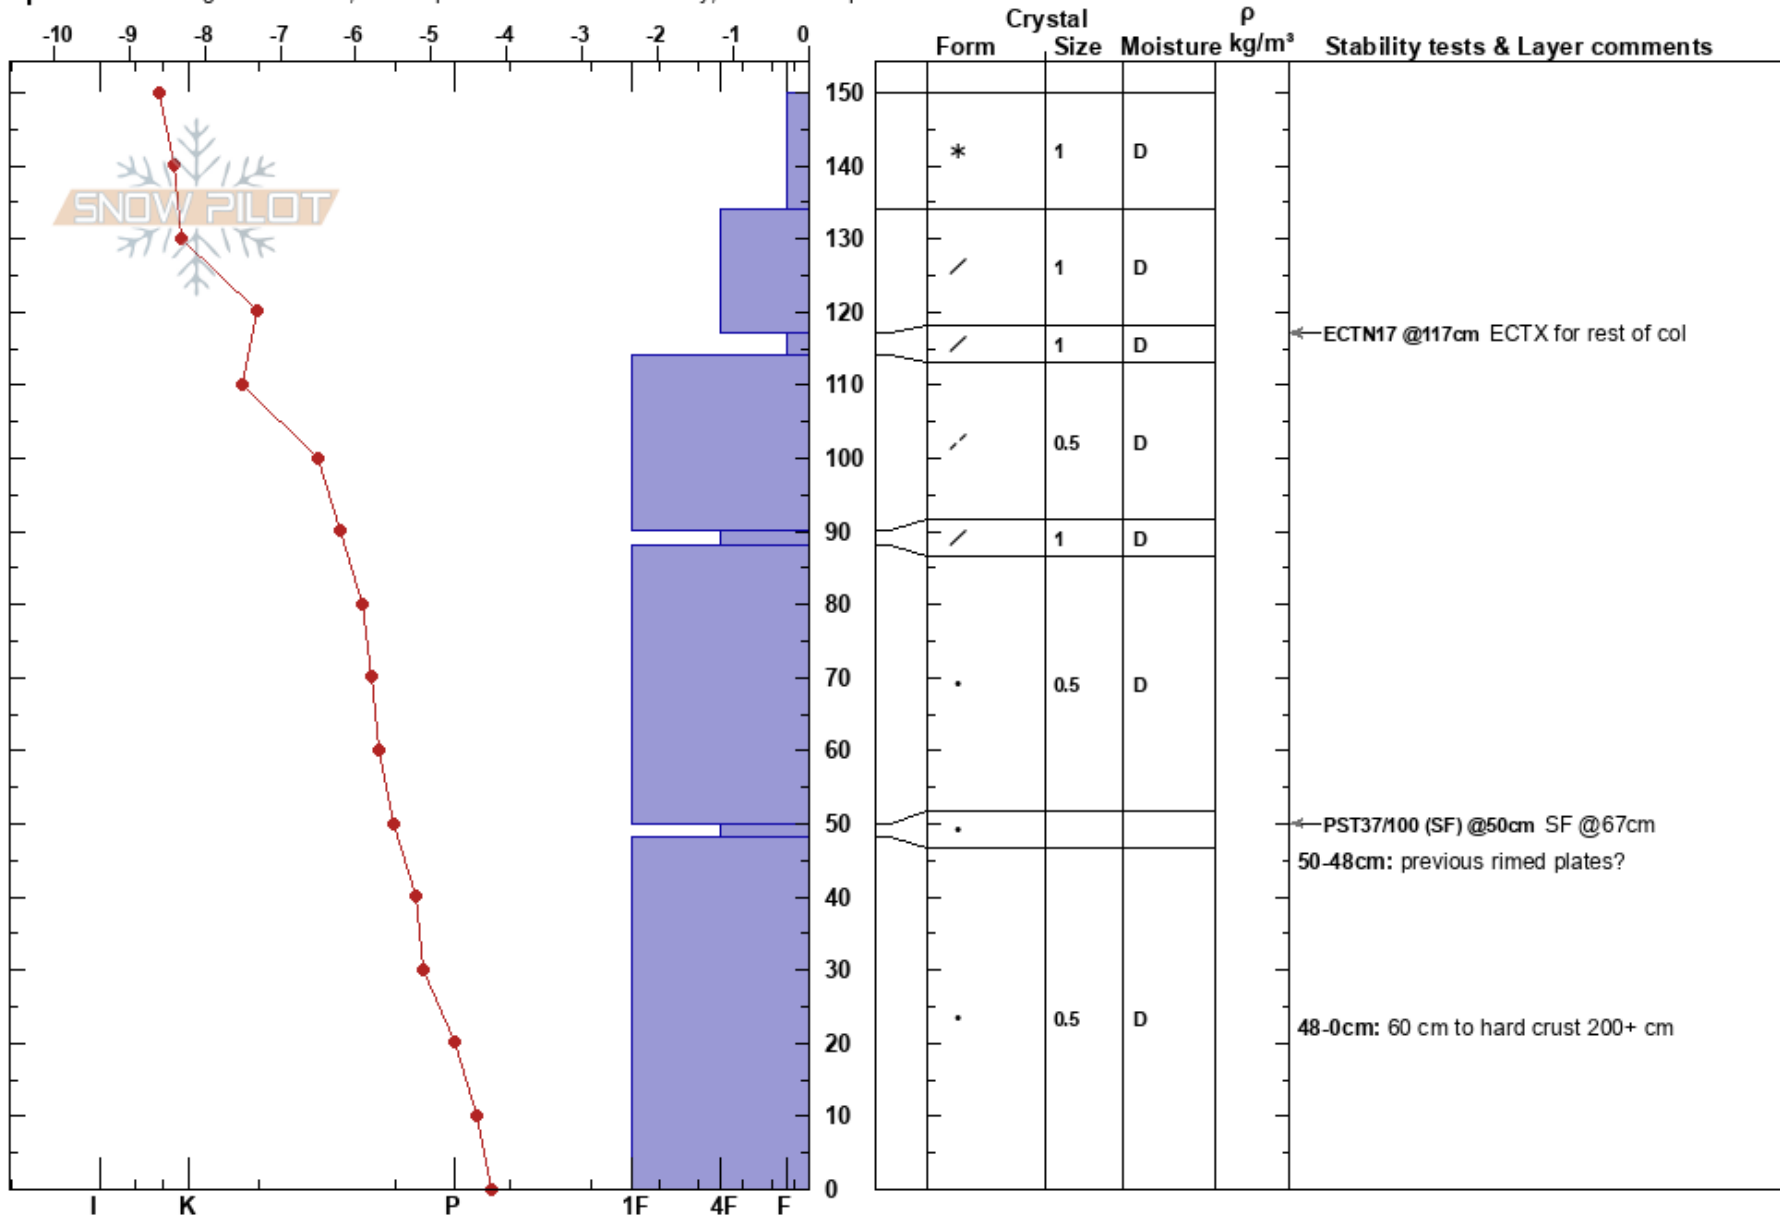 Crystal ρ
-10 -9 -8 -7 -6 -5 -4 -3 -2 -1 0 Form Size Moisture kg/m³ Stability tests & Layer comments
150
SNOW PILOT
140 * 1 D
130
1 D
120
ECTN17 @117cm ECTX for rest of col
1 D
110
0.5 D
100
90 1 D
80
70 0.5 D
60
50 PST37/100 (SF) @50cm SF @67cm
50-48cm: previous rimed plates?
40
30
0.5 D
48-0cm: 60 cm to hard crust 200+ cm
20
10
0
I K P 1F 4F F